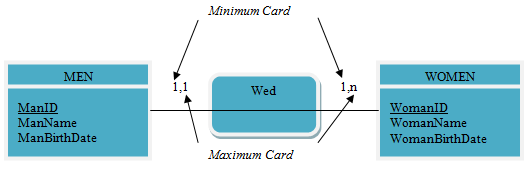 Minimum Card
MEN
1,1
Wed
1,n
WOMEN
ManID
ManName
ManBirthDate
WomanID
WomanName
WomanBirthDate
Maximum Card